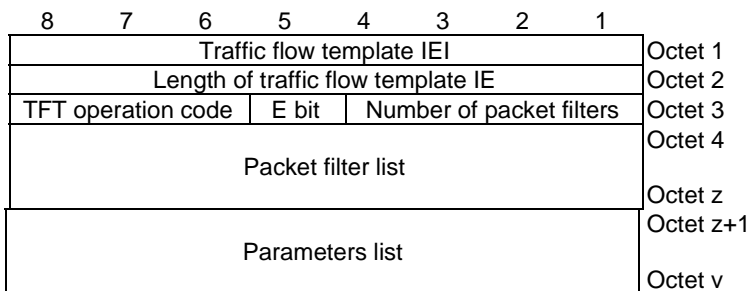 8 7 6 5 4 3 2 1
Traffic flow template IEI Octet 1
Length of traffic flow template IE Octet 2
TFT operation code E bit Number of packet filters Octet 3
Octet 4
Packet filter list
Octet z
Octet z+1
Parameters list
Octet v